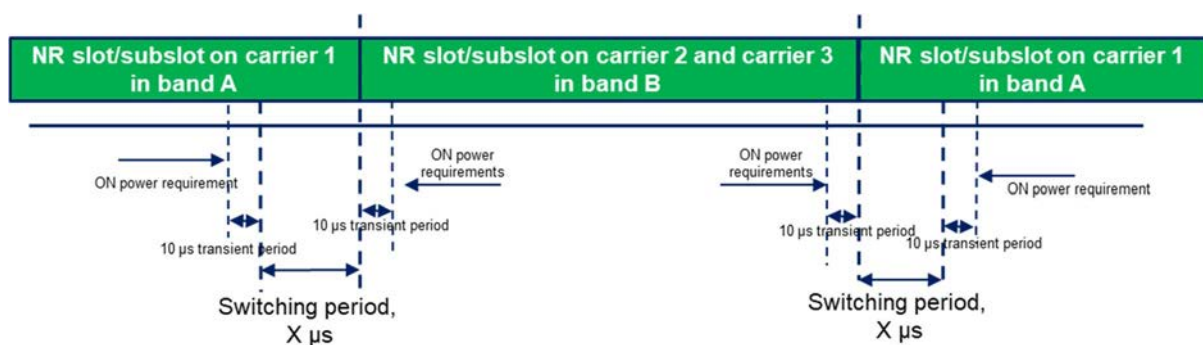 NR slot/subslot on carrier 1
in band A
NR slot/subslot on carrier 2 and carrier 3
in band B
NR slot/subslot on carrier 1
in band A
ON power requirement
ON power
requirements
ON power
requirements
ON power requirement
10 µs transient period
10 µs transient period
10 µs transient period
10 µs transient period
Switching period,
X µs
Switching period,
X µs